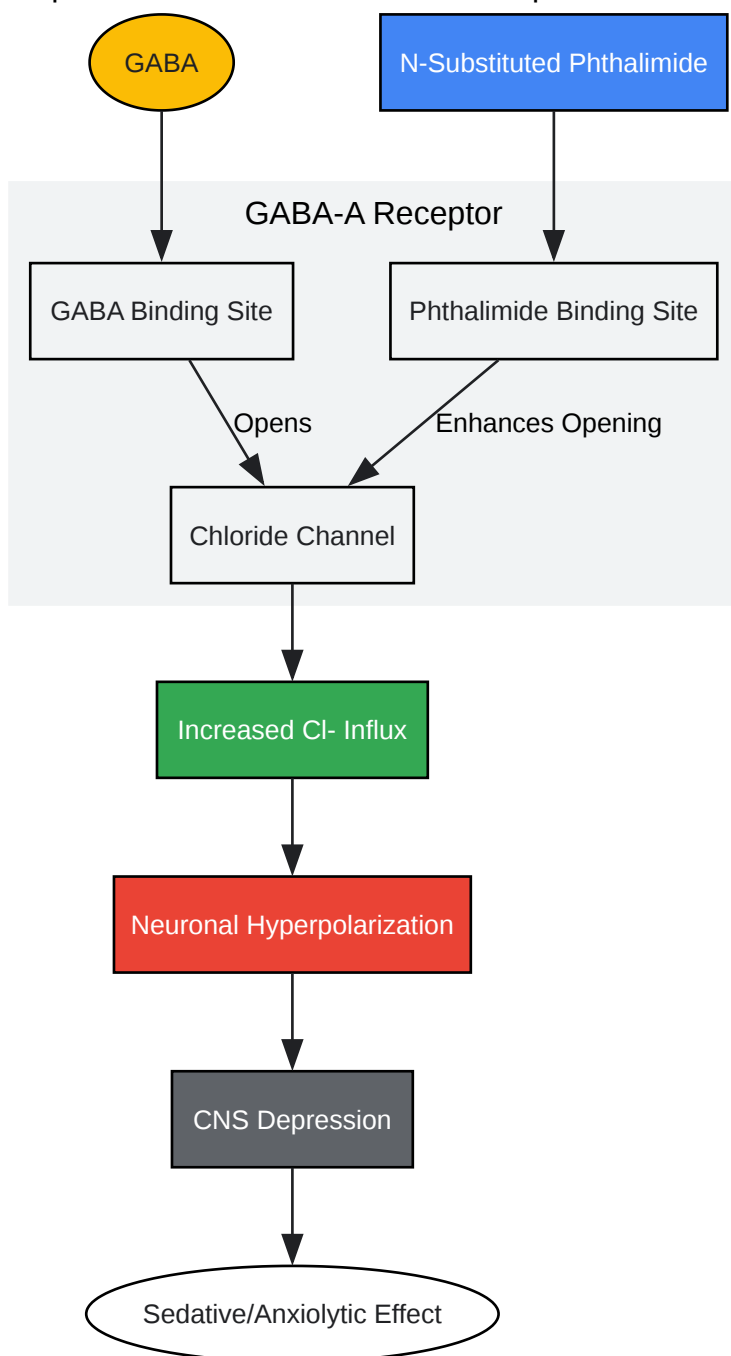 GABA
N-Substituted Phthalimide
GABA-A Receptor
GABA Binding Site
Phthalimide Binding Site
Opens
Enhances Opening
Chloride Channel
Increased Cl- Influx
Neuronal Hyperpolarization
CNS Depression
Sedative/Anxiolytic Effect